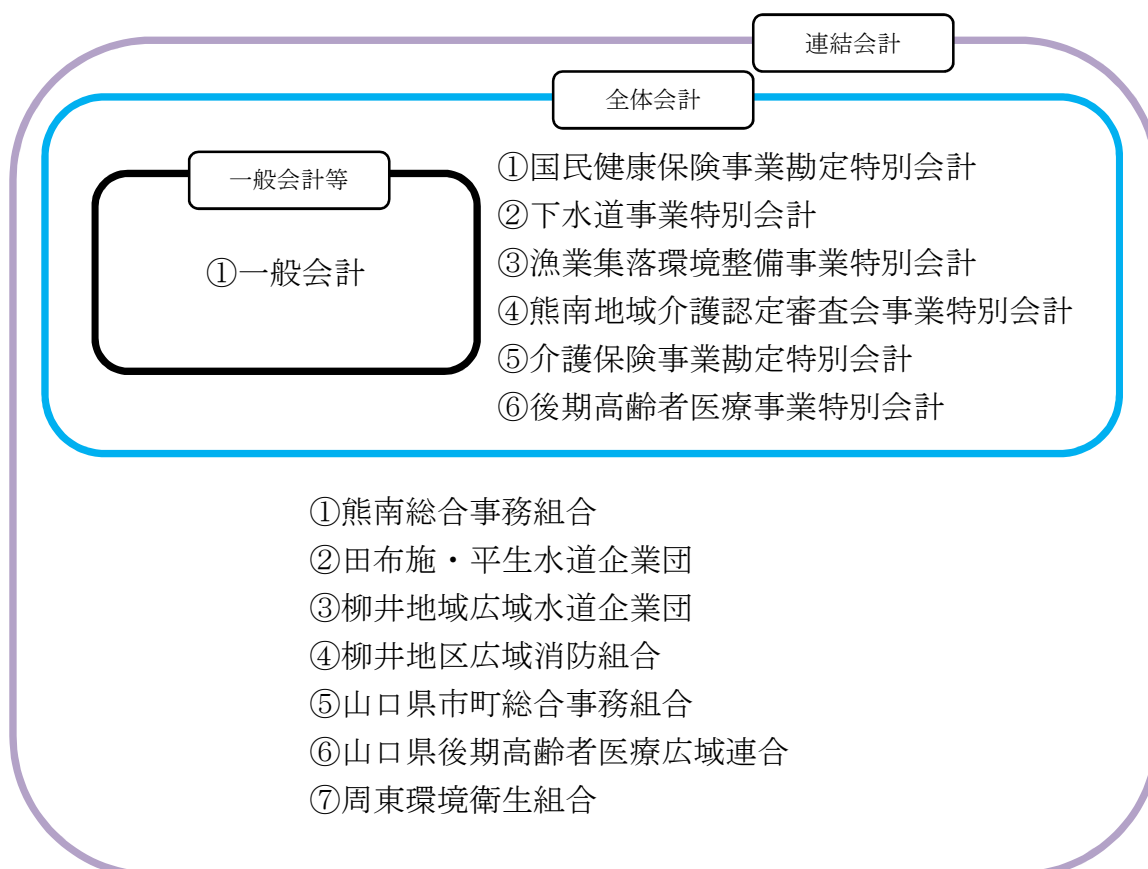 連結会計
全体会計
一般会計等
①一般会計
①国民健康保険事業勘定特別会計
②下水道事業特別会計
③漁業集落環境整備事業特別会計
④熊南地域介護認定審査会事業特別会計
⑤介護保険事業勘定特別会計
⑥後期高齢者医療事業特別会計
①熊南総合事務組合
②田布施・平生水道企業団
③柳井地域広域水道企業団
④柳井地区広域消防組合
⑤山口県市町総合事務組合
⑥山口県後期高齢者医療広域連合
⑦周東環境衛生組合